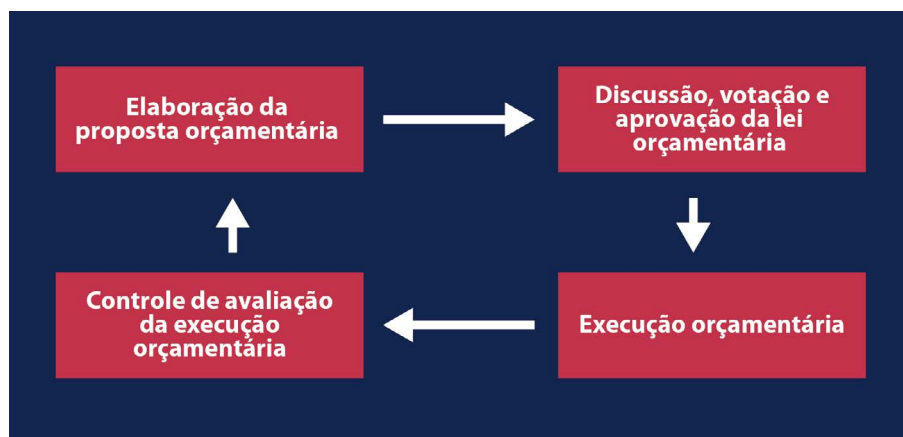 Elaboração da
proposta orçamentária
Discussão, votação e
aprovação da lei
orçamentária
Controle de avaliação
da execução
orçamentária
Execução orçamentária